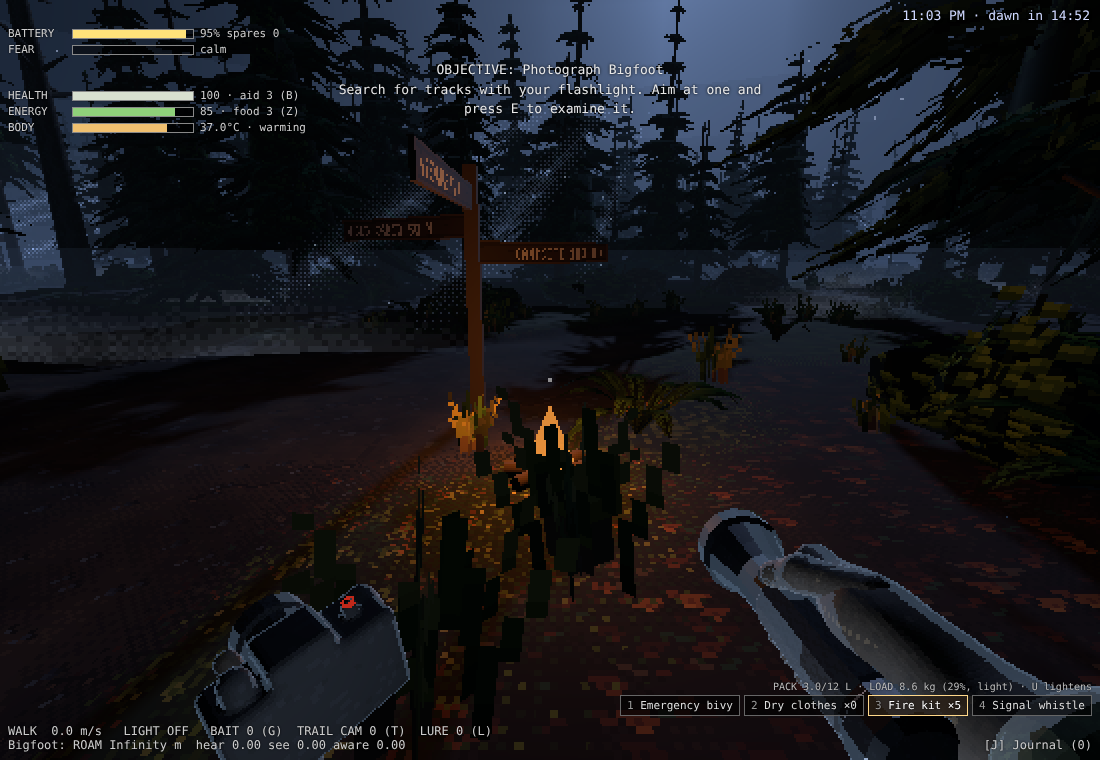 BATTERY 95% spares 0
FEAR calm
HEALTH 100 · aid 3 (B)
ENERGY 85 · food 3 (Z)
BODY 37.0°C · warming
11:03 PM · dawn in 14:52
OBJECTIVE: Photograph Bigfoot
Search for tracks with your flashlight. Aim at one and
press E to examine it.
PACK 3.0/12 L · LOAD 8.6 kg (29%, light) · U lightens
1 Emergency bivy
2 Dry clothes ×0
3 Fire kit ×5
4 Signal whistle
WALK 0.0 m/s LIGHT OFF BAIT 0 (G) TRAIL CAM 0 (T) LURE 0 (L)
Bigfoot: ROAM Infinity m hear 0.00 see 0.00 aware 0.00
[J] Journal (0)